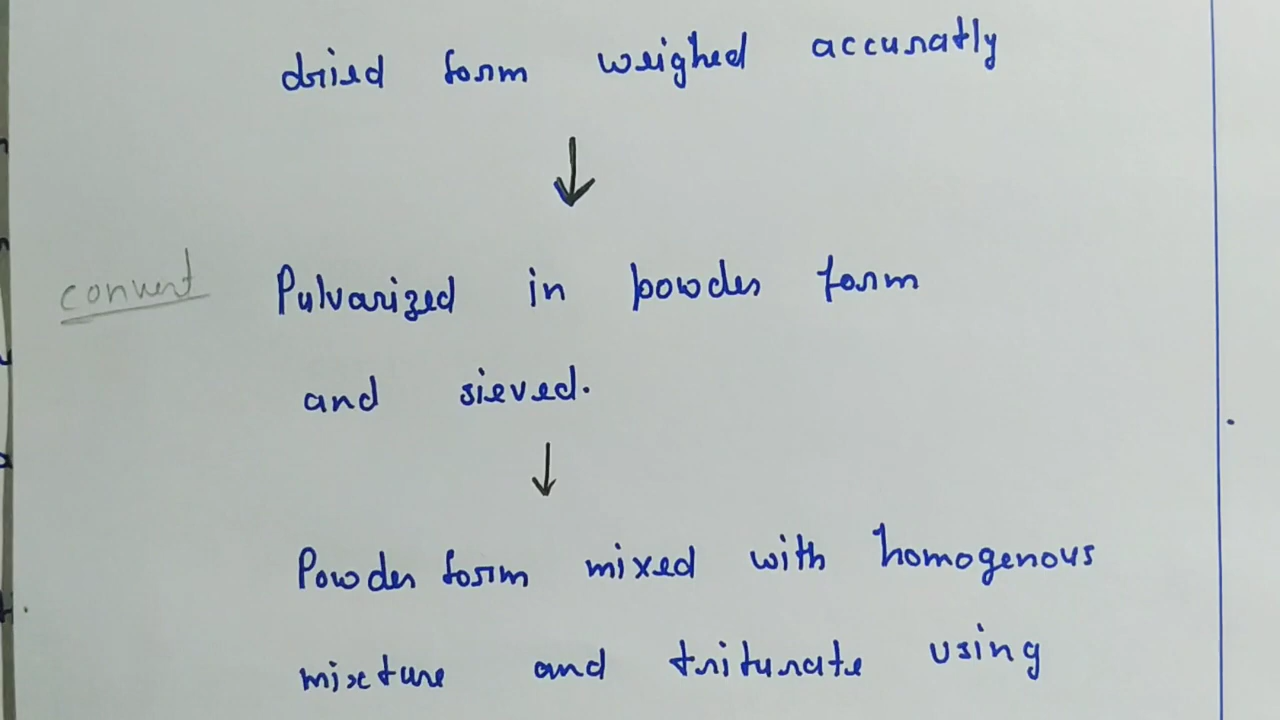 dried form weighed accuratly
↓
convert Pulvarized in powder form
and sieved.
↓
Powder form mixed with homogenous
mixture and triturate using